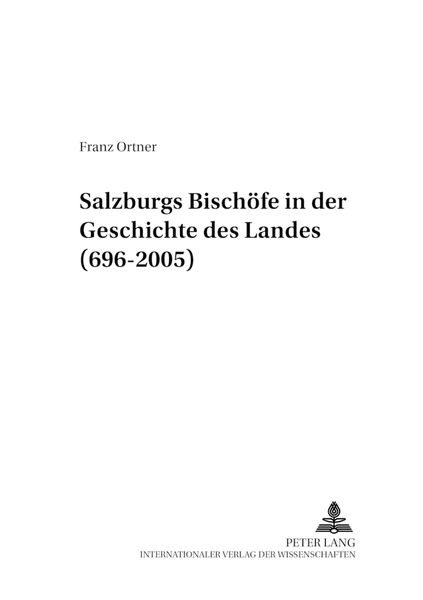 Franz Ortner
Salzburgs Bischöfe in der
Geschichte des Landes
(696-2005)
PETER LANG
INTERNATIONALER VERLAG DER WISSENSCHAFTEN